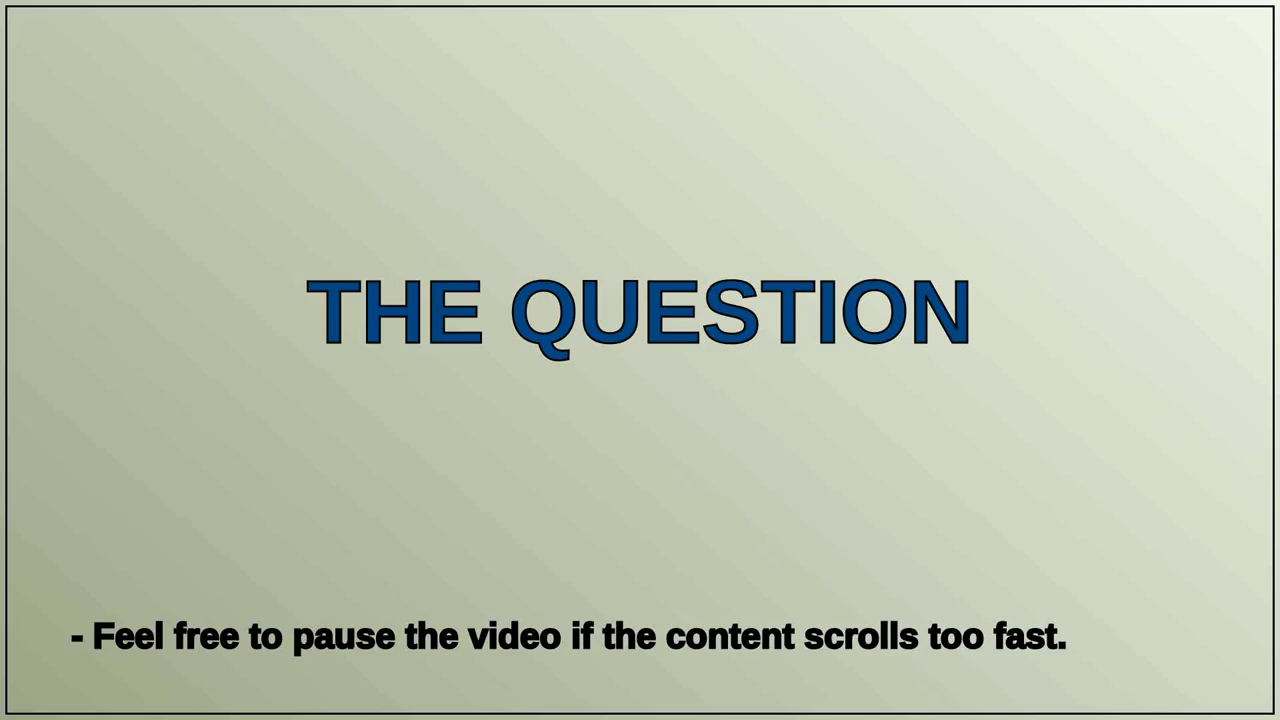 THE QUESTION
- Feel free to pause the video if the content scrolls too fast.